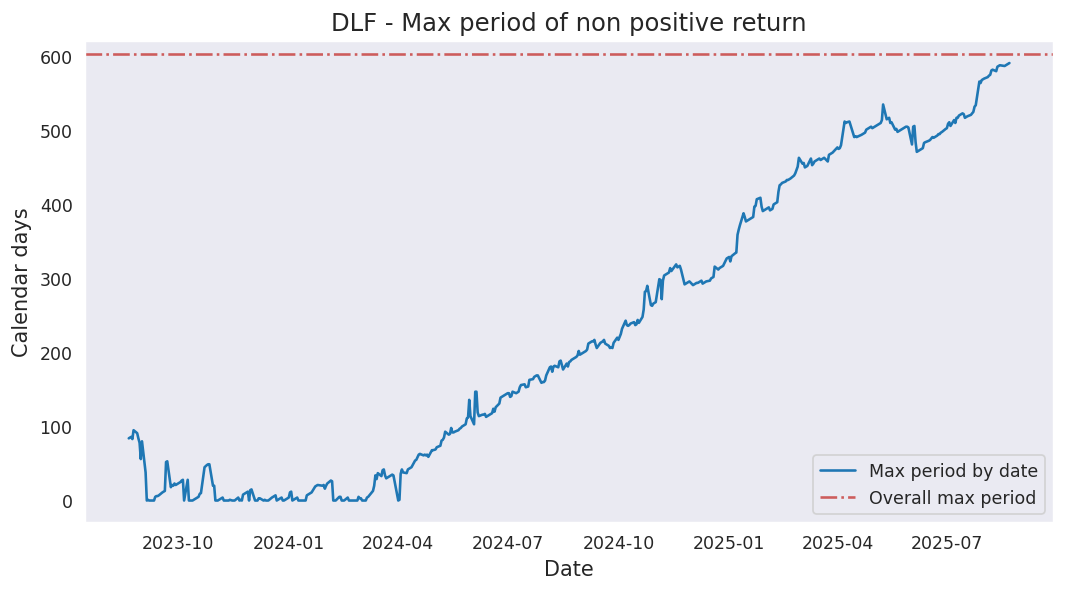 DLF - Max period of non positive return
Calendar days
600
500
400
300
200
100
0
2023-10 2024-01 2024-04 2024-07 2024-10 2025-01 2025-04 2025-07
Date
Max period by date
Overall max period